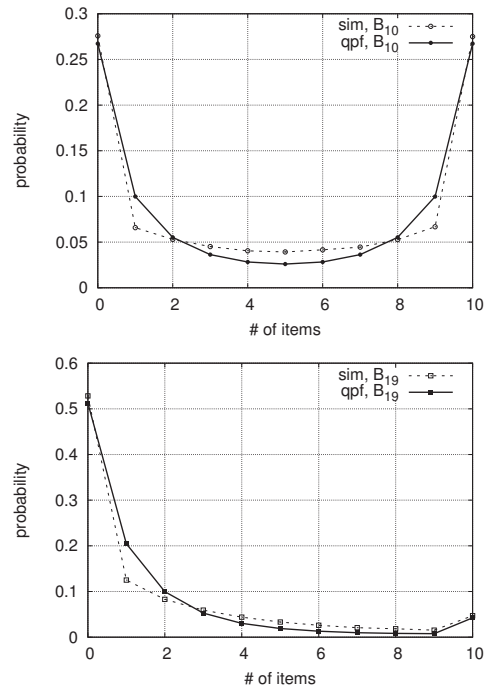 0.3
0.25
0.2
0.15
0.1
0.05
0
probability
sim, B10
qpf, B10
0 2 4 6 8 10
# of items
0.6
0.5
0.4
0.3
0.2
0.1
0
probability
sim, B19
qpf, B19
0 2 4 6 8 10
# of items